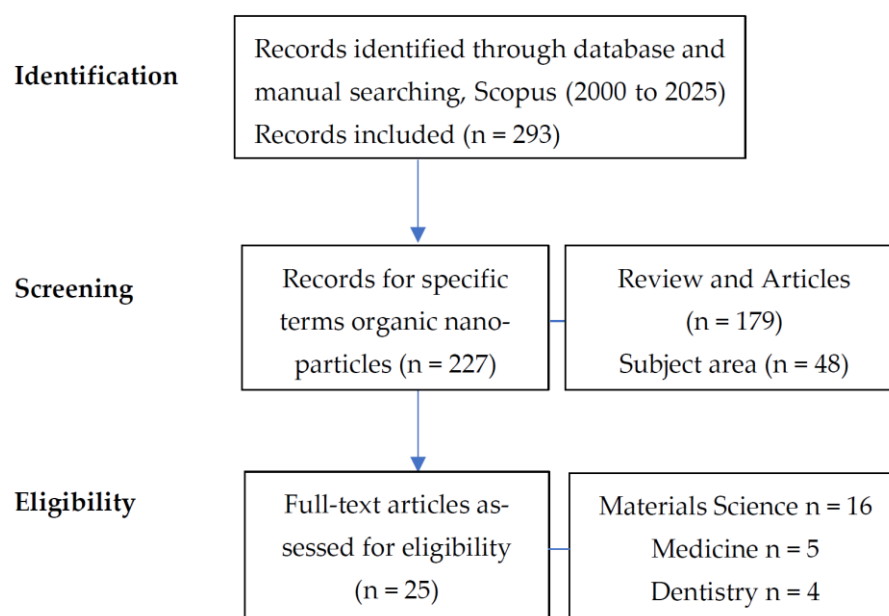 Identification
Records identified through database and
manual searching, Scopus (2000 to 2025)
Records included (n = 293)
Screening
Records for specific
terms organic nano-
particles (n = 227)
Review and Articles
(n = 179)
Subject area (n = 48)
Eligibility
Full-text articles as-
sessed for eligibility
(n = 25)
Materials Science n = 16
Medicine n = 5
Dentistry n = 4